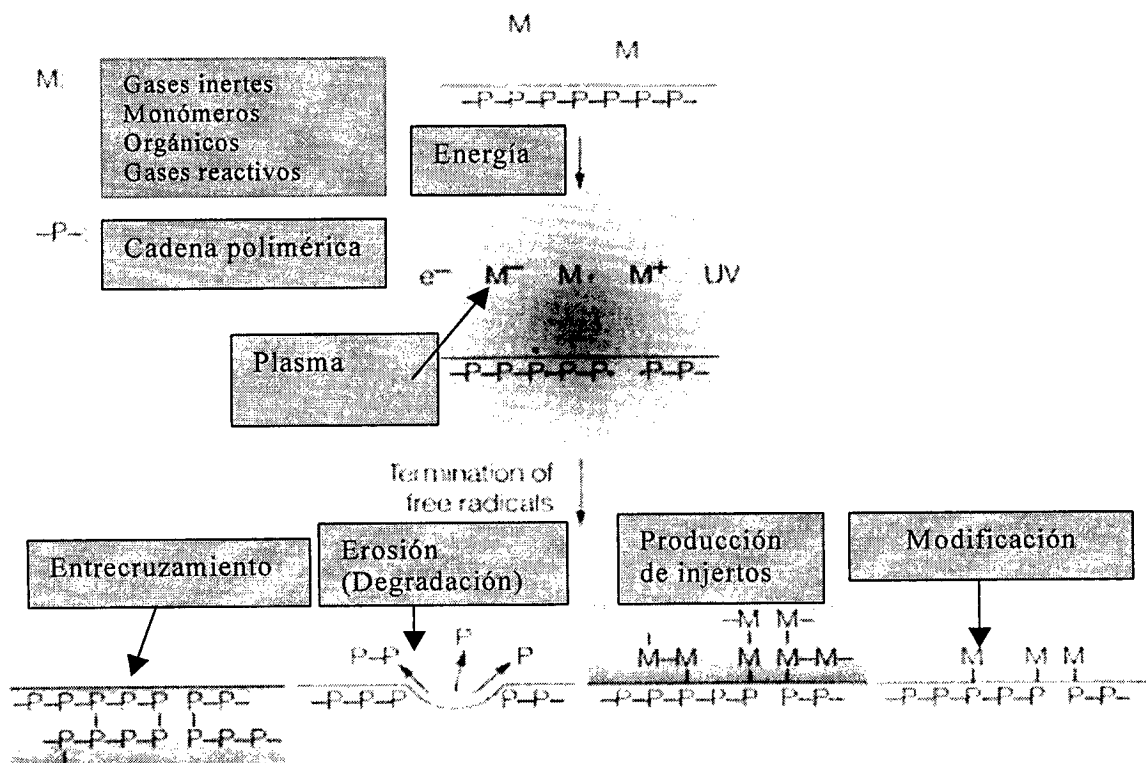 M
M
M:
Gases inertes
Monómeros
Orgánicos
Gases reactivos
-P-P-P-P-P-P-P-
Energía
-P-:
Cadena polimérica
e⁻ M⁻ M• M⁺ UV
Plasma
-P-P-P-P-P• •P-P-
Termination of
free radicals
Entrecruzamiento
Erosión
(Degradación)
Producción
de injertos
Modificación
-P-P-P-P-P P-P-
-P-P-P-P P-P-P-
P-P P P
-P-P-P P-P-
-M M-
M-M M M-M-
-P-P-P-P-P P-P-
M M M
-P-P-P-P-P P-P-